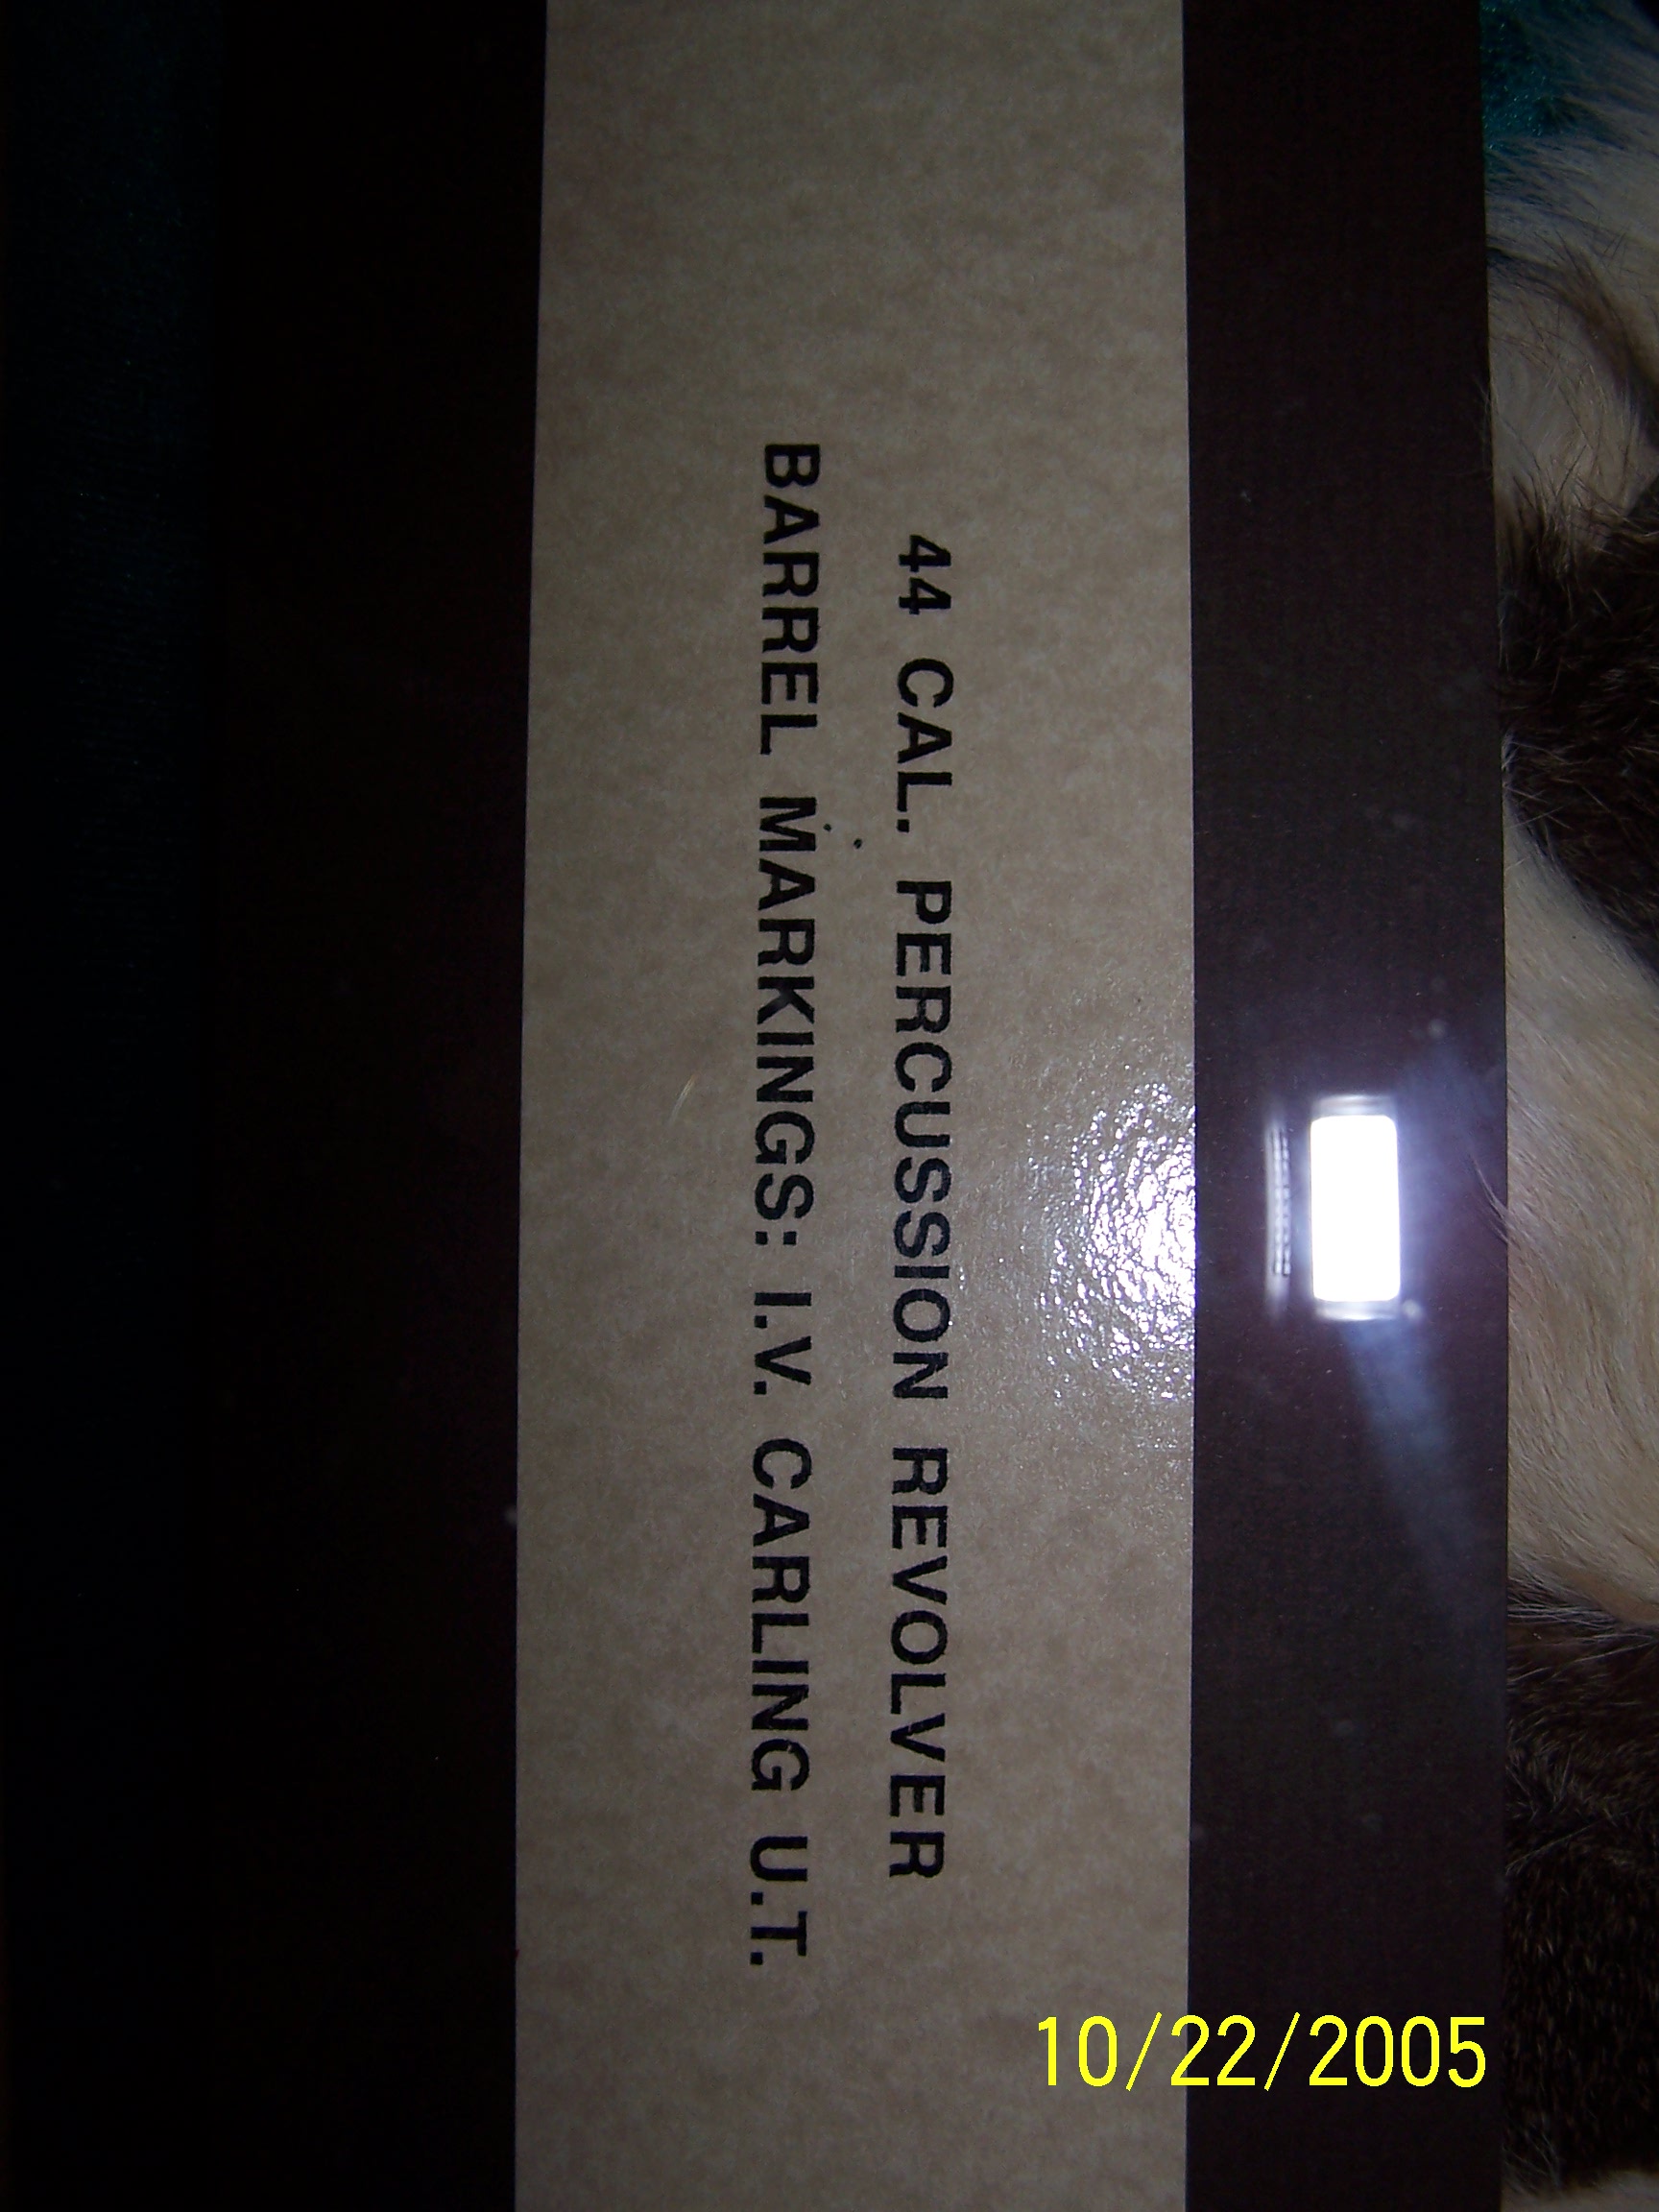 44 CAL. PERCUSSION REVOLVER
BARREL MARKINGS: I.V. CARLING U.T.
10/22/2005